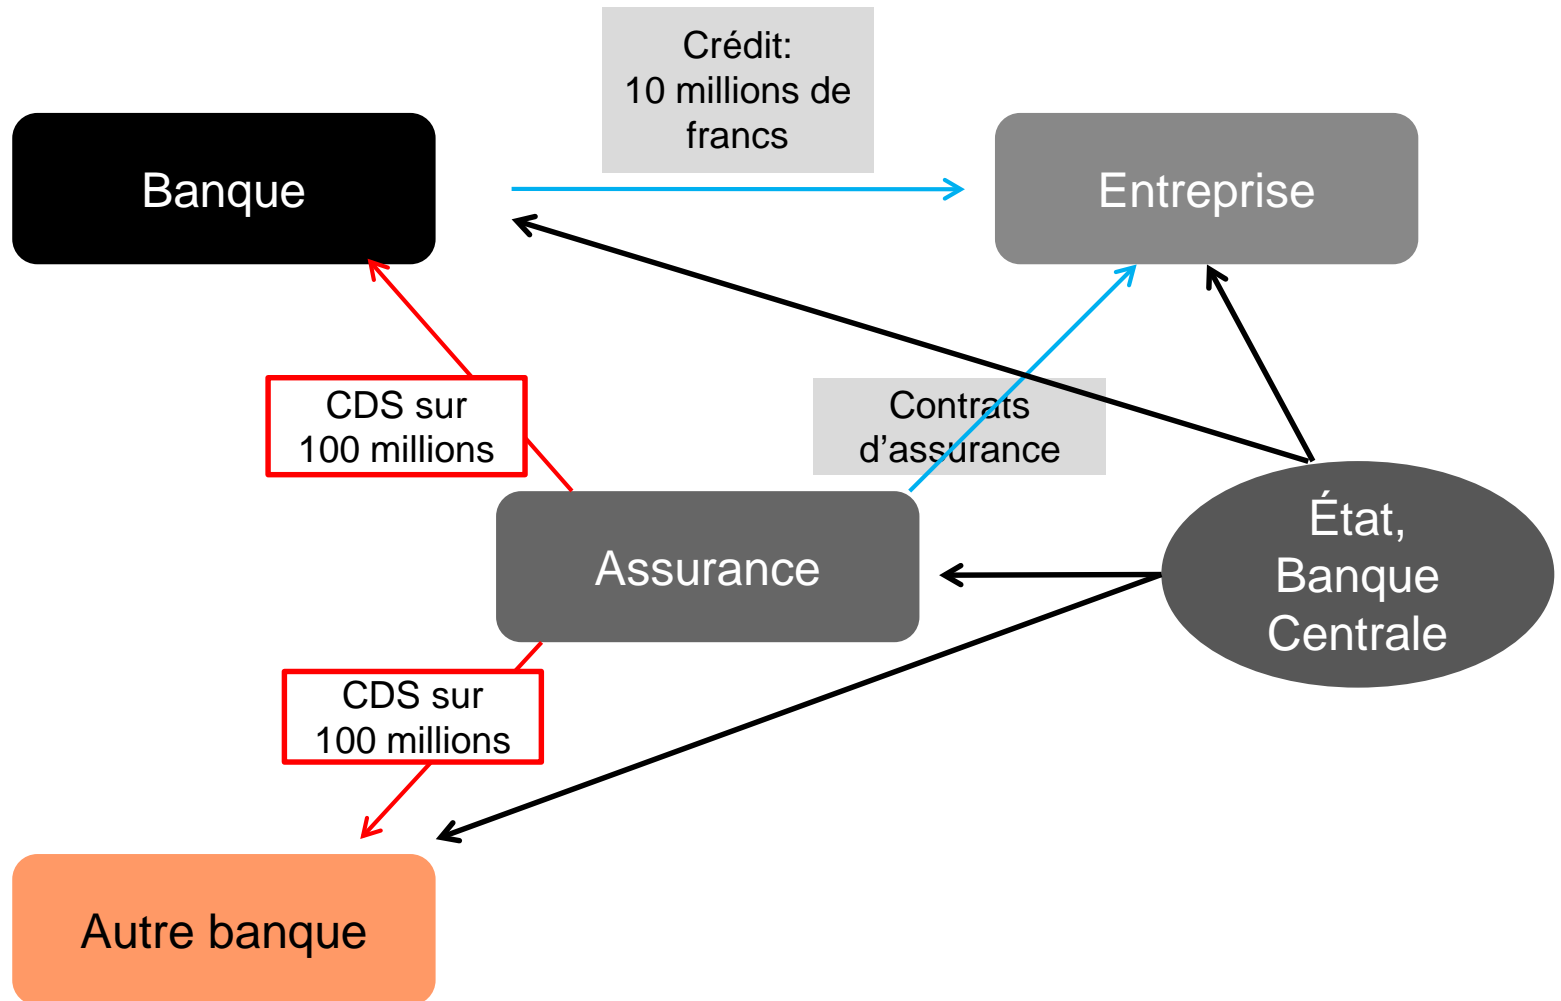 Crédit:
10 millions de
francs
Banque
Entreprise
CDS sur
100 millions
Contrats
d’assurance
État,
Banque
Centrale
Assurance
CDS sur
100 millions
Autre banque